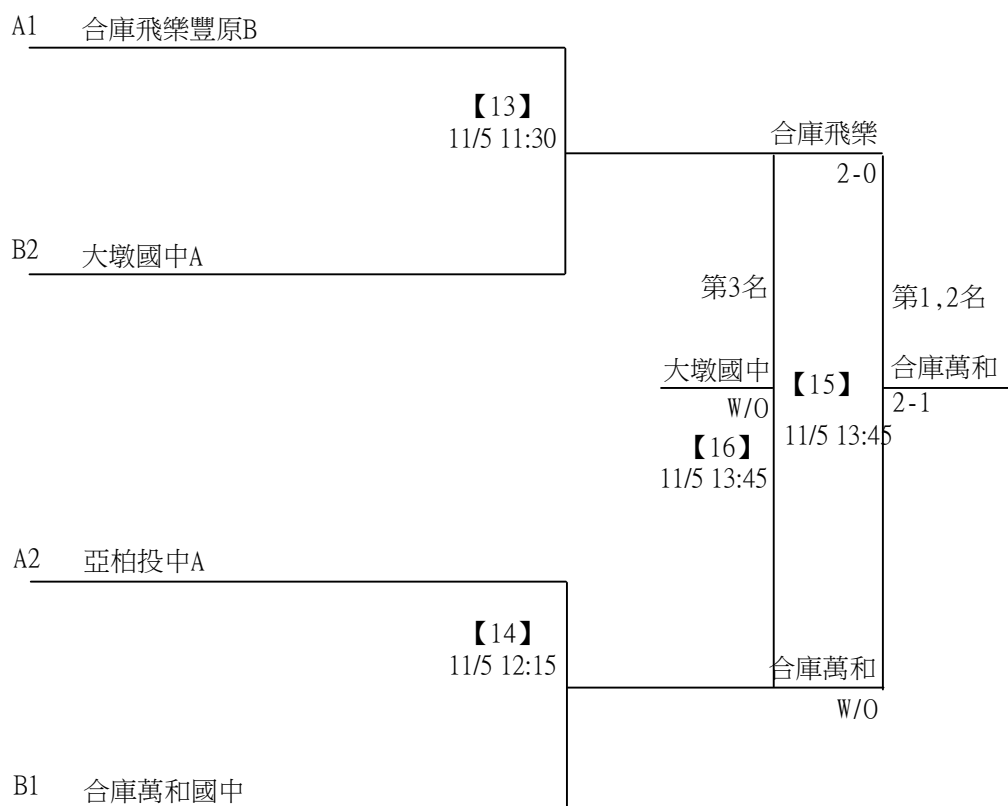 A1 合庫飛樂豐原B
【13】
11/5 11:30
合庫飛樂
2-0
B2 大墩國中A
第3名
第1,2名
大墩國中
W/O
【15】
11/5 13:45
合庫萬和
2-1
【16】
11/5 13:45
A2 亞柏投中A
【14】
11/5 12:15
合庫萬和
W/O
B1 合庫萬和國中